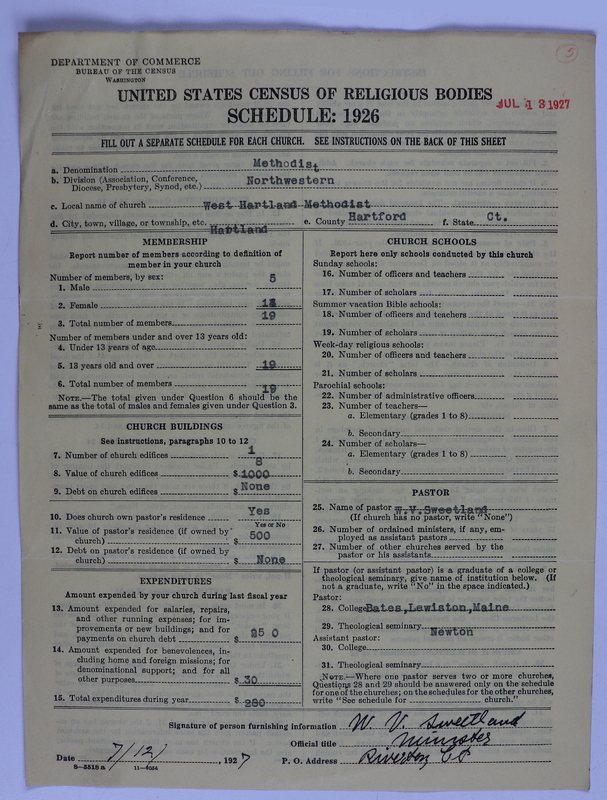 5
DEPARTMENT OF COMMERCE
BUREAU OF THE CENSUS
WASHINGTON
UNITED STATES CENSUS OF RELIGIOUS BODIES
JUL 13 1927
SCHEDULE: 1926
FILL OUT A SEPARATE SCHEDULE FOR EACH CHURCH. SEE INSTRUCTIONS ON THE BACK OF THIS SHEET
a. Denomination Methodist
b. Division (Association, Conference, Diocese, Presbytery, Synod, etc.) Northwestern
c. Local name of church West Hartland Methodist
d. City, town, village, or township, etc. Hartland e. County Hartford f. State Ct.
MEMBERSHIP
Report number of members according to definition of
member in your church
Number of members, by sex:
1. Male 5
2. Female
3. Total number of members 19
Number of members under and over 13 years old:
4. Under 13 years of age
5. 13 years old and over 19
6. Total number of members 19
NOTE.—The total given under Question 6 should be the
same as the total of males and females given under Question 3.
CHURCH BUILDINGS
See instructions, paragraphs 10 to 12
7. Number of church edifices 1
8
8. Value of church edifices $ 1000
9. Debt on church edifices $ None
10. Does church own pastor's residence Yes
Yes or No
11. Value of pastor's residence (if owned by
church) $ 500
12. Debt on pastor's residence (if owned by
church) $ None
EXPENDITURES
Amount expended by your church during last fiscal year
13. Amount expended for salaries, repairs,
and other running expenses; for im-
provements or new buildings; and for
payments on church debt $ 250
14. Amount expended for benevolences, in-
cluding home and foreign missions; for
denominational support; and for all
other purposes $ 30
15. Total expenditures during year $ 280
CHURCH SCHOOLS
Report here only schools conducted by this church
Sunday schools:
16. Number of officers and teachers
17. Number of scholars
Summer vacation Bible schools:
18. Number of officers and teachers
19. Number of scholars
Week-day religious schools:
20. Number of officers and teachers
21. Number of scholars
Parochial schools:
22. Number of administrative officers
23. Number of teachers—
a. Elementary (grades 1 to 8)
b. Secondary
24. Number of scholars—
a. Elementary (grades 1 to 8)
b. Secondary
PASTOR
25. Name of pastor W.V.Sweetland
(If church has no pastor, write "None")
26. Number of ordained ministers, if any, em-
ployed as assistant pastors
27. Number of other churches served by the
pastor or his assistants
If pastor (or assistant pastor) is a graduate of a college or
theological seminary, give name of institution below. (If
not a graduate, write "No" in the space indicated.)
Pastor:
28. College Bates,Lewiston,Maine
29. Theological seminary Newton
Assistant pastor:
30. College
31. Theological seminary
NOTE.—Where one pastor serves two or more churches,
Questions 28 and 29 should be answered only on the schedule
for one of the churches; on the schedules for the other churches,
write "See schedule for church."
Signature of person furnishing information W. V. Sweetland
Official title Minister
Date 7/12/, 1927 P. O. Address Riverton, Ct
8-5518 a 11-9054